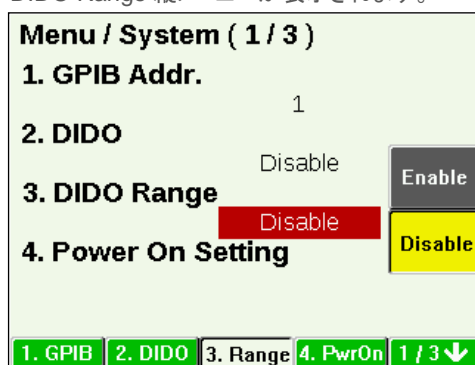 Menu / System ( 1 / 3 )
1. GPIB Addr.
1
2. DIDO
Disable
Enable
3. DIDO Range
Disable
Disable
4. Power On Setting
1. GPIB 2. DIDO 3. Range 4. PwrOn 1 / 3 ↓